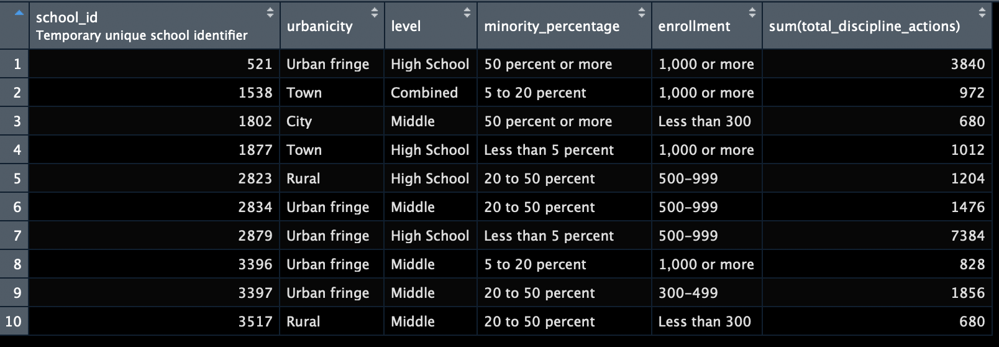 school_id
Temporary unique school identifier urbanicity level minority_percentage enrollment sum(total_discipline_actions)
1 521 Urban fringe High School 50 percent or more 1,000 or more 3840
2 1538 Town Combined 5 to 20 percent 1,000 or more 972
3 1802 City Middle 50 percent or more Less than 300 680
4 1877 Town High School Less than 5 percent 1,000 or more 1012
5 2823 Rural High School 20 to 50 percent 500-999 1204
6 2834 Urban fringe Middle 20 to 50 percent 500-999 1476
7 2879 Urban fringe High School Less than 5 percent 500-999 7384
8 3396 Urban fringe Middle 5 to 20 percent 1,000 or more 828
9 3397 Urban fringe Middle 20 to 50 percent 300-499 1856
10 3517 Rural Middle 20 to 50 percent Less than 300 680